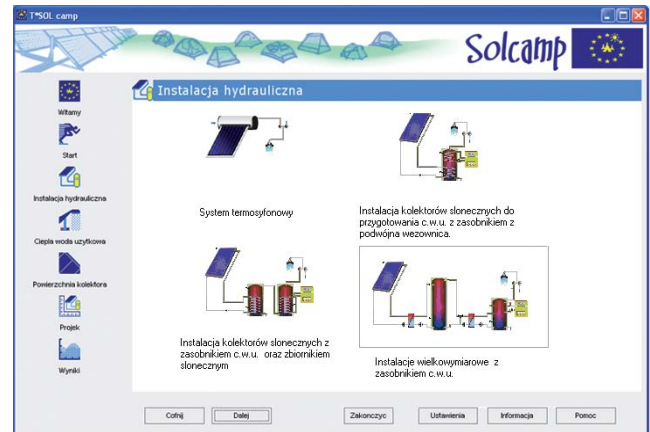 T*SOL camp
Solcamp
Instalacja hydrauliczna
Witamy
Start
Instalacja hydrauliczna
Ciepla woda uzytkowa
Powierzchnia kolektora
Projek
Wyniki
System termosyfonowy
Instalacja kolektorów slonecznych do
przygotowania c.w.u. z zasobnikiem z
podwójna wezownica.
Instalacja kolektorów slonecznych z
zasobnikiem c.w.u. oraz zbiornikiem
slonecznym
Instalacje wielkowymiarowe z
zasobnikiem c.w.u.
Cofnij
Dalej
Zakonczyc
Ustawienia
Informacja
Pomoc